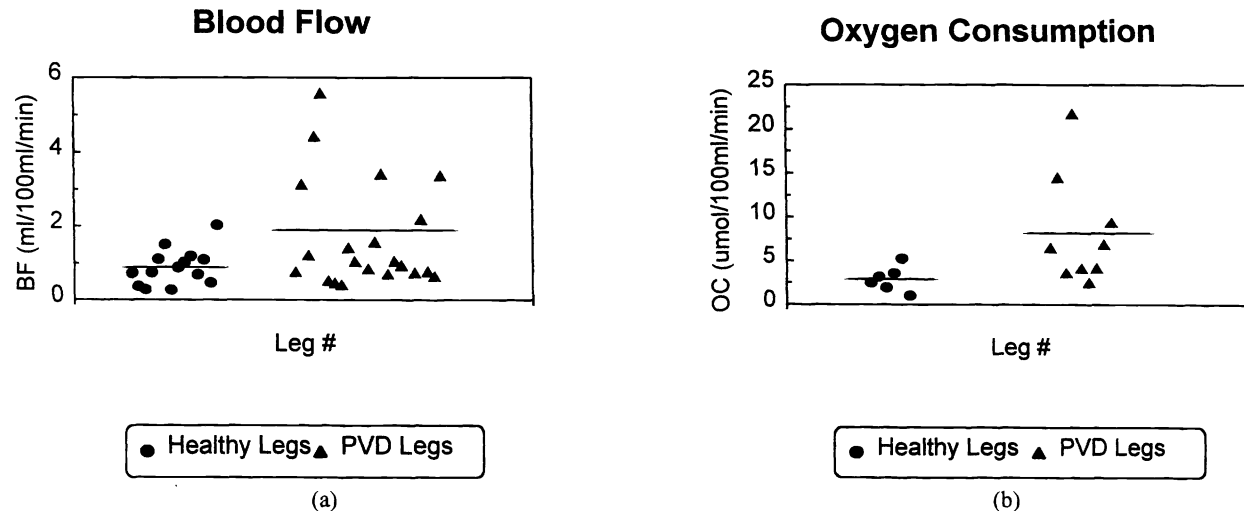 Blood Flow
BF (ml/100ml/min)
6
4
2
0
Leg #
● Healthy Legs ▲ PVD Legs
(a)
Oxygen Consumption
OC (umol/100ml/min)
25
20
15
10
5
0
Leg #
● Healthy Legs ▲ PVD Legs
(b)